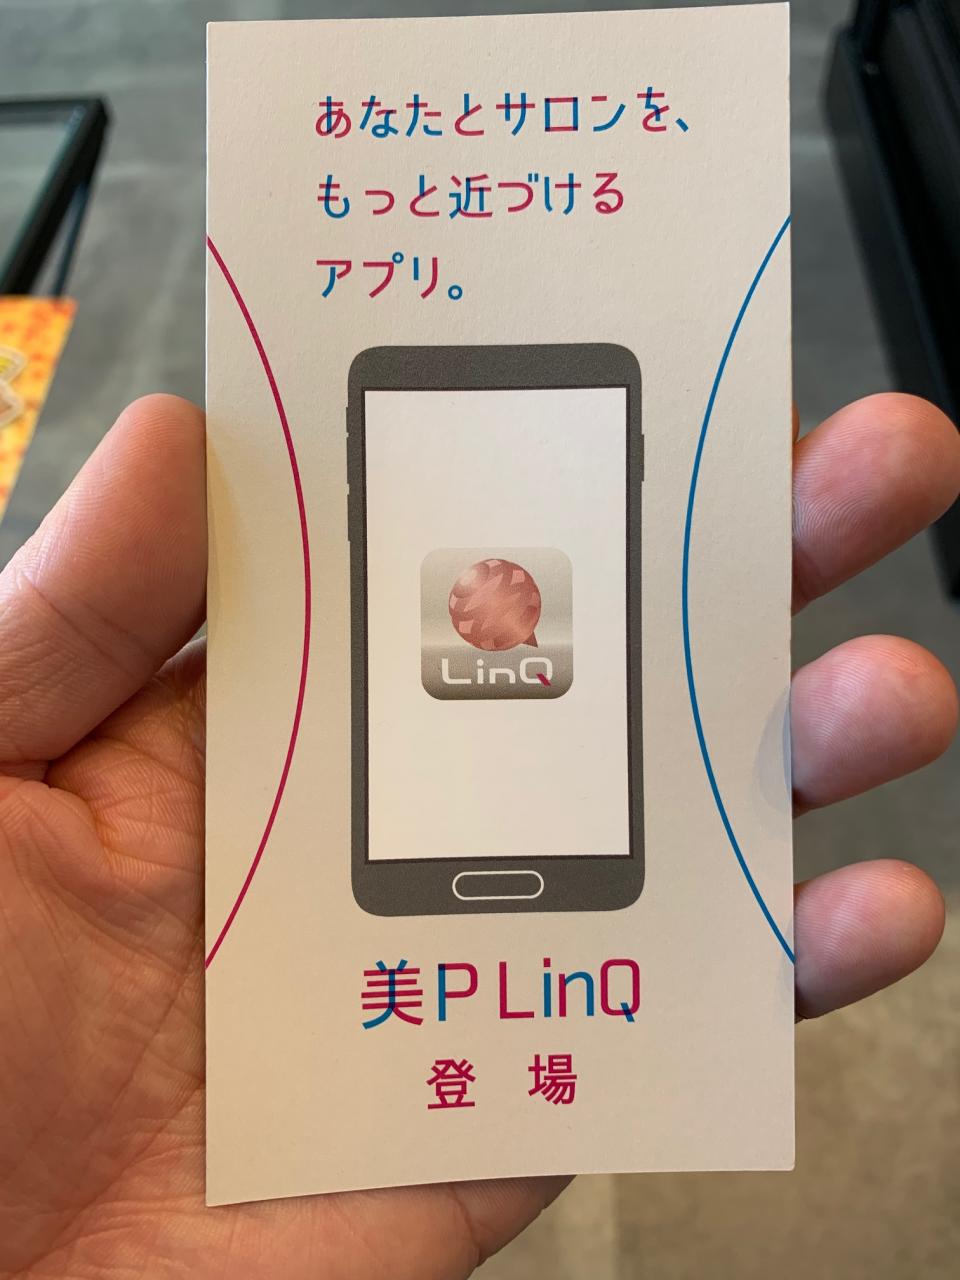 あなたとサロンを、
もっと近づける
アプリ。
LinQ
美P LinQ
登 場